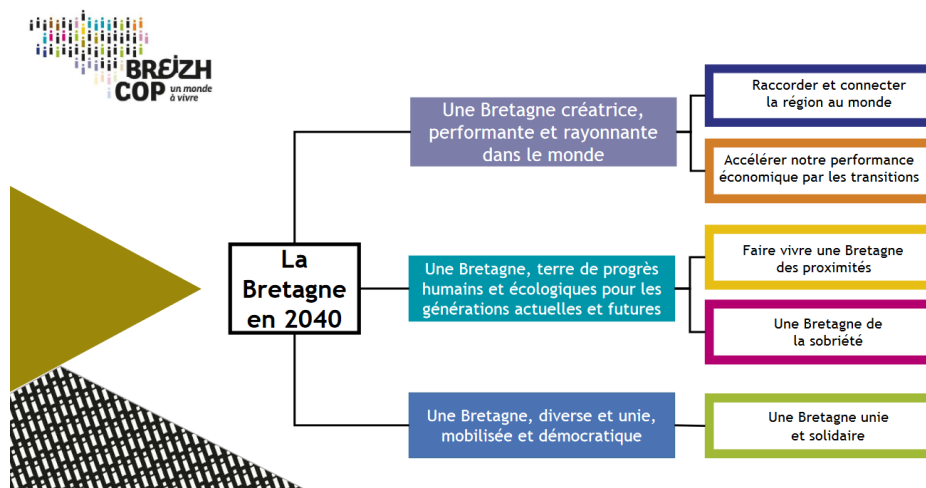 BREIZH
COP un monde
à vivre
La
Bretagne
en 2040
Une Bretagne créatrice,
performante et rayonnante
dans le monde
Raccorder et connecter
la région au monde
Accélérer notre performance
économique par les transitions
Une Bretagne, terre de progrès
humains et écologiques pour les
générations actuelles et futures
Faire vivre une Bretagne
des proximités
Une Bretagne de
la sobriété
Une Bretagne, diverse et unie,
mobilisée et démocratique
Une Bretagne unie
et solidaire